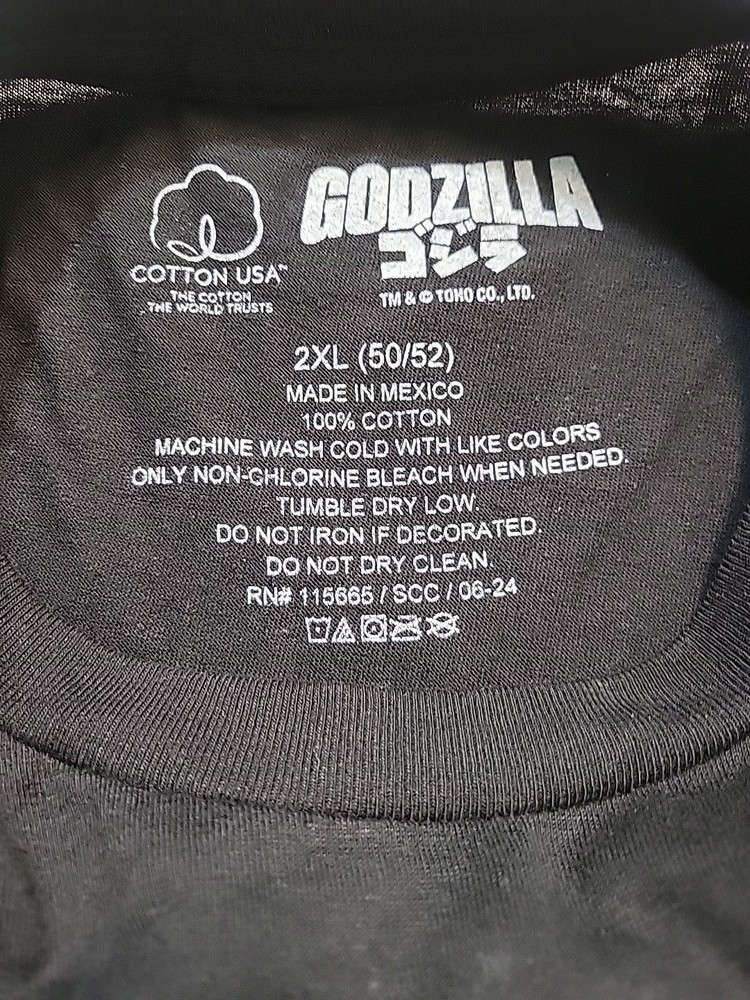 COTTON USA™
THE COTTON
THE WORLD TRUSTS
GODZILLA
ゴジラ
TM & © TOHO CO., LTD.
2XL (50/52)
MADE IN MEXICO
100% COTTON
MACHINE WASH COLD WITH LIKE COLORS
ONLY NON-CHLORINE BLEACH WHEN NEEDED.
TUMBLE DRY LOW.
DO NOT IRON IF DECORATED.
DO NOT DRY CLEAN.
RN# 115665 / SCC / 06-24